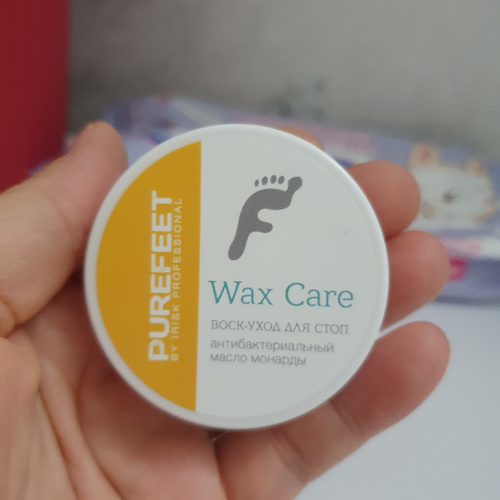 PUREFEET
BY IRISK PROFESSIONAL
Wax Care
ВОСК-УХОД ДЛЯ СТОП
антибактериальный
масло монарды